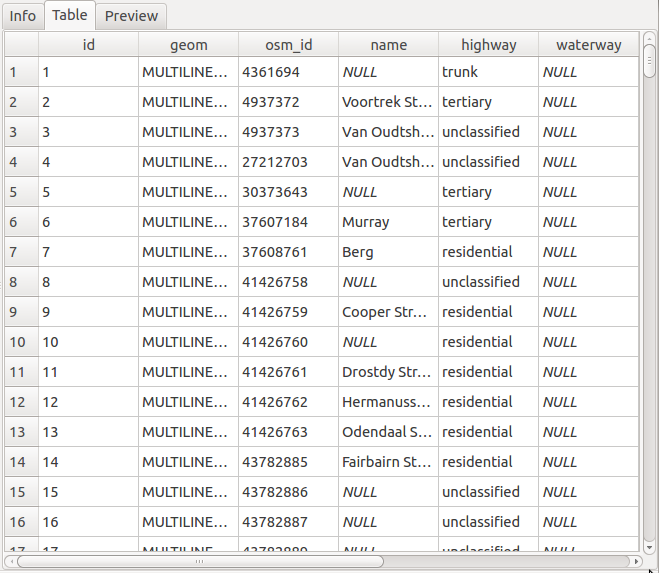 Info Table Preview
id geom osm_id name highway waterway
1 1 MULTILINE... 4361694 NULL trunk NULL
2 2 MULTILINE... 4937372 Voortrek St... tertiary NULL
3 3 MULTILINE... 4937373 Van Oudtsh... unclassified NULL
4 4 MULTILINE... 27212703 Van Oudtsh... unclassified NULL
5 5 MULTILINE... 30373643 NULL tertiary NULL
6 6 MULTILINE... 37607184 Murray tertiary NULL
7 7 MULTILINE... 37608761 Berg residential NULL
8 8 MULTILINE... 41426758 NULL unclassified NULL
9 9 MULTILINE... 41426759 Cooper Str... residential NULL
10 10 MULTILINE... 41426760 NULL residential NULL
11 11 MULTILINE... 41426761 Drostdy Str... residential NULL
12 12 MULTILINE... 41426762 Hermanuss... residential NULL
13 13 MULTILINE... 41426763 Odendaal S... residential NULL
14 14 MULTILINE... 43782885 Fairbairn St... residential NULL
15 15 MULTILINE... 43782886 NULL unclassified NULL
16 16 MULTILINE... 43782887 NULL unclassified NULL
17 17 MULTILINE... 43782889 NULL unclassified NULL